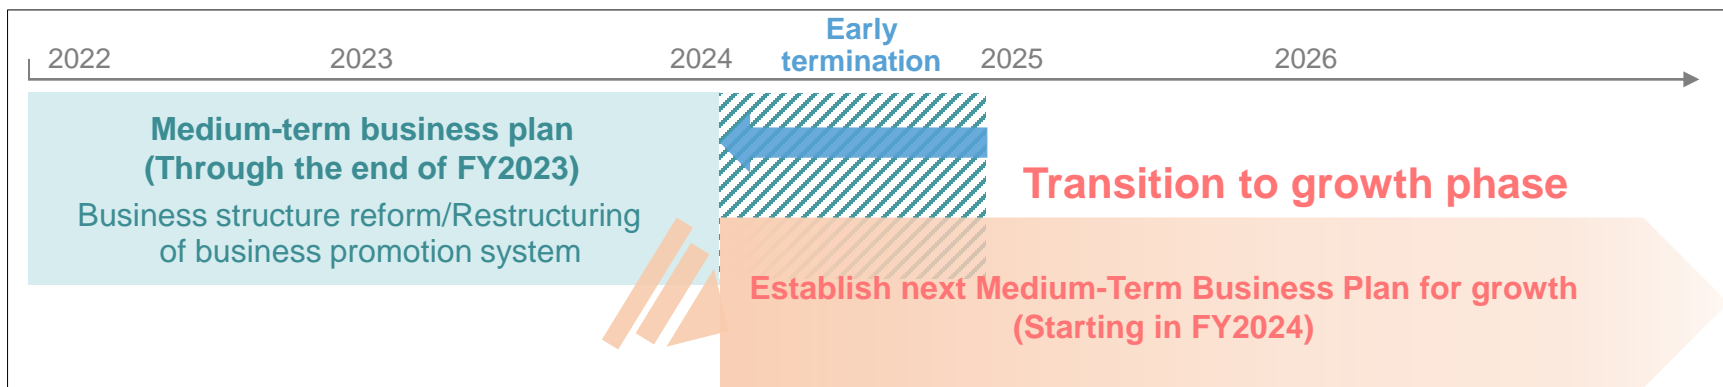 Early
termination
2022 2023 2024 2025 2026
Medium-term business plan
(Through the end of FY2023)
Business structure reform/Restructuring
of business promotion system
Transition to growth phase
Establish next Medium-Term Business Plan for growth
(Starting in FY2024)